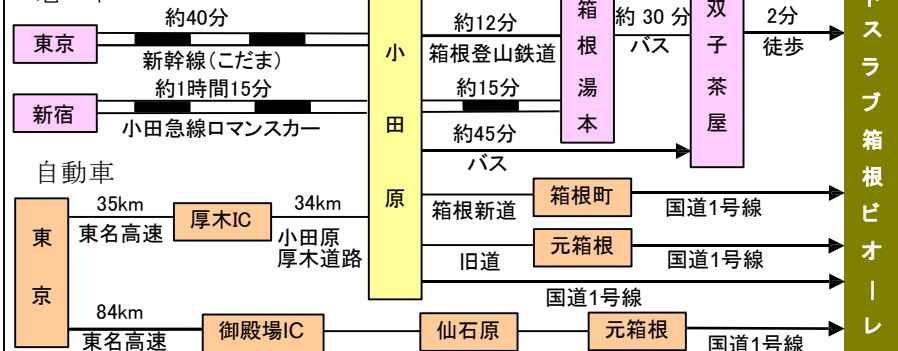 約40分
東京
新幹線（こだま）
約1時間15分
新宿
小田急線ロマンスカー
小田原
約12分
箱根登山鉄道
約15分
箱根湯本
約 30 分
バス
双子茶屋
2分
徒歩
約45分
バス
自動車
東京
35km
東名高速
厚木IC
34km
小田原
厚木道路
箱根新道
箱根町
国道1号線
旧道
元箱根
国道1号線
国道1号線
84km
東名高速
御殿場IC
仙石原
元箱根
国道1号線
スラブ箱根ビオーレ